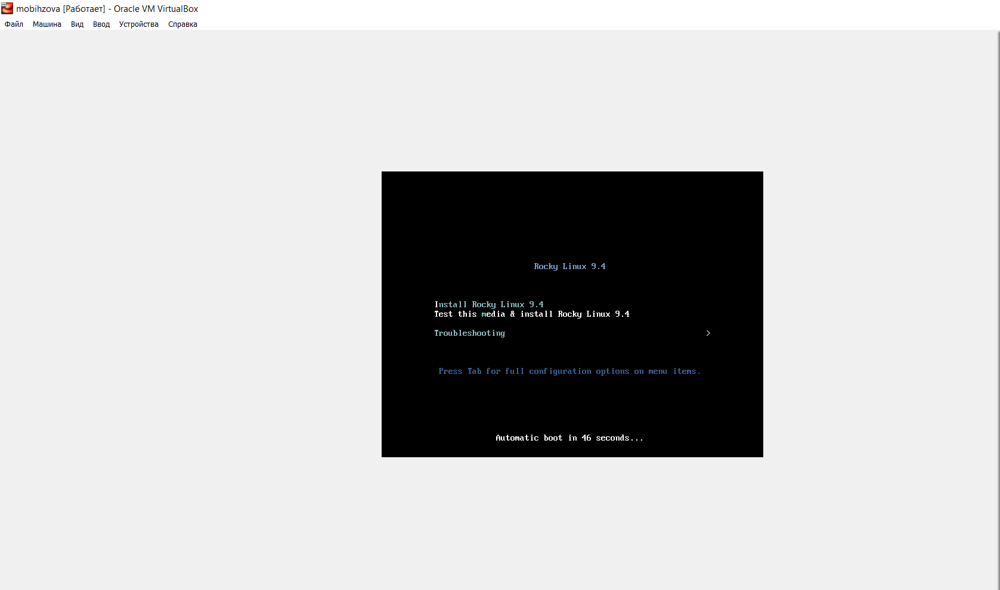 mobihzova [Работает] - Oracle VM VirtualBox
Файл Машина Вид Ввод Устройства Справка
Rocky Linux 9.4
Install Rocky Linux 9.4
Test this media & install Rocky Linux 9.4
Troubleshooting >
Press Tab for full configuration options on menu items.
Automatic boot in 46 seconds...